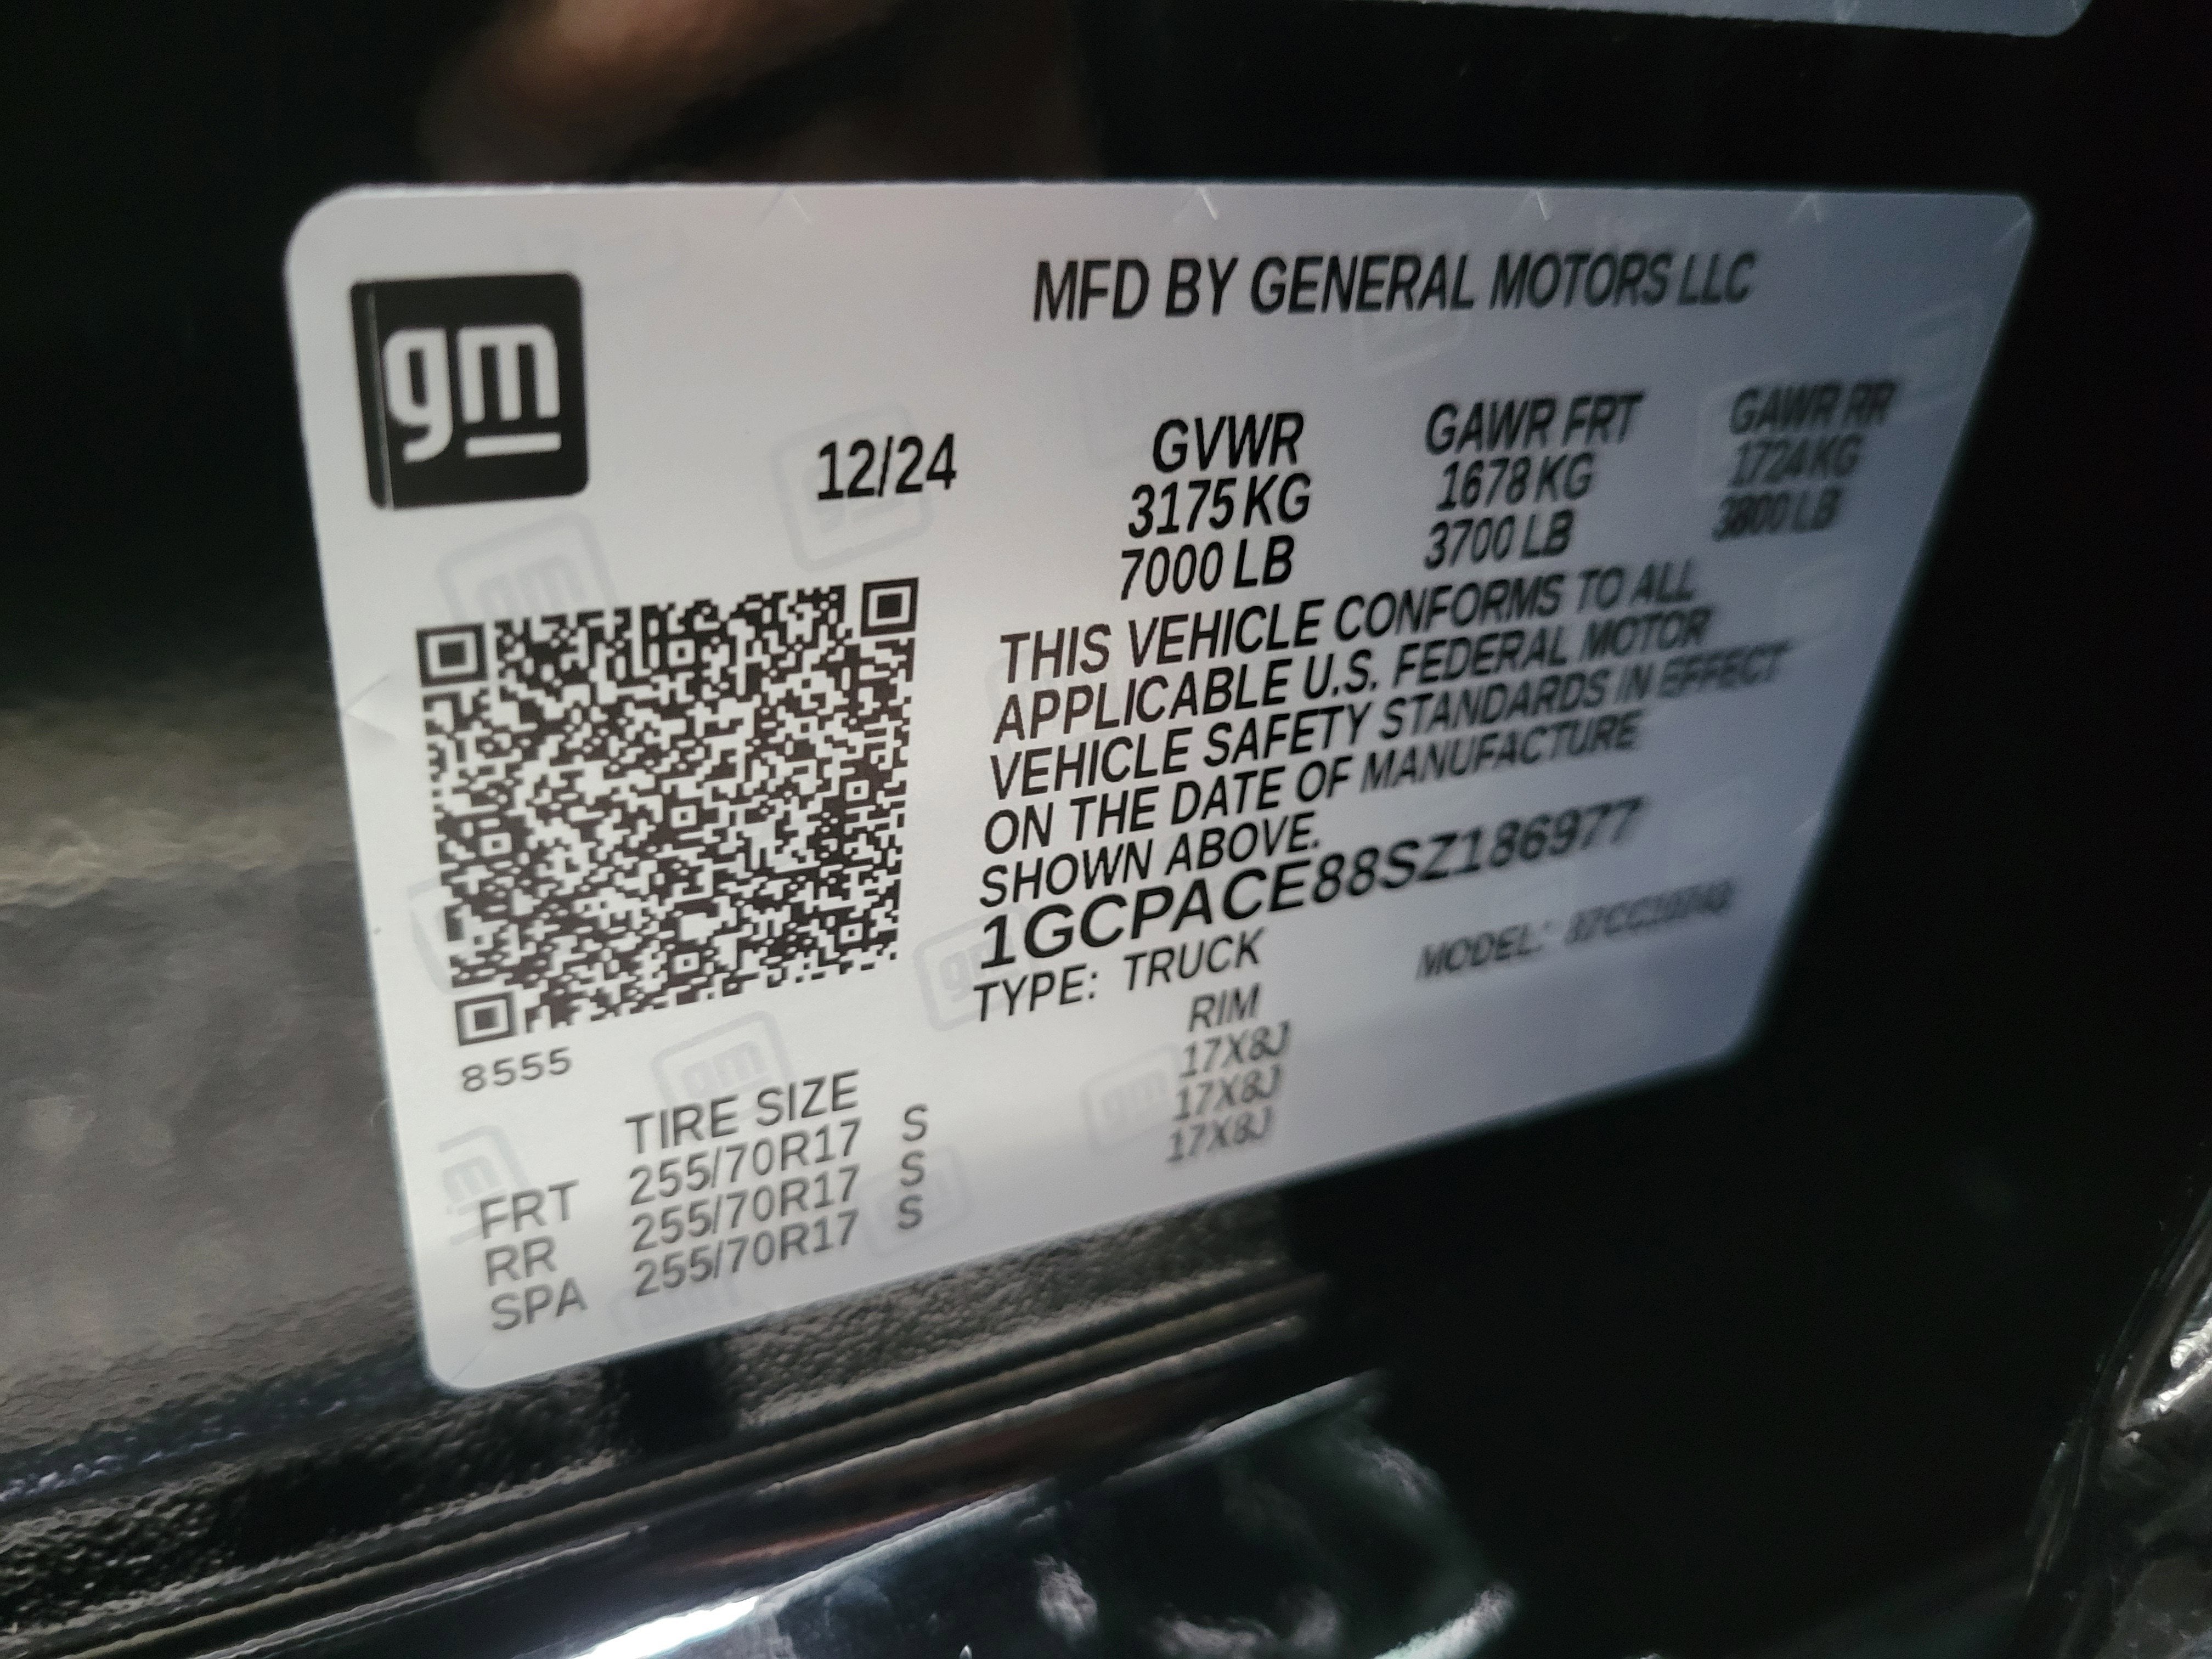 gm
MFD BY GENERAL MOTORS LLC
12/24
GVWR GAWR FRT GAWR RR
3175 KG 1678 KG 1724 KG
7000 LB 3700 LB 3800 LB
THIS VEHICLE CONFORMS TO ALL
APPLICABLE U.S. FEDERAL MOTOR
VEHICLE SAFETY STANDARDS IN EFFECT
ON THE DATE OF MANUFACTURE
SHOWN ABOVE.
1GCPACE88SZ186977
TYPE: TRUCK MODEL:
8555
TIRE SIZE RIM
FRT 255/70R17 S 17X8J
RR 255/70R17 S 17X8J
SPA 255/70R17 S 17X8J